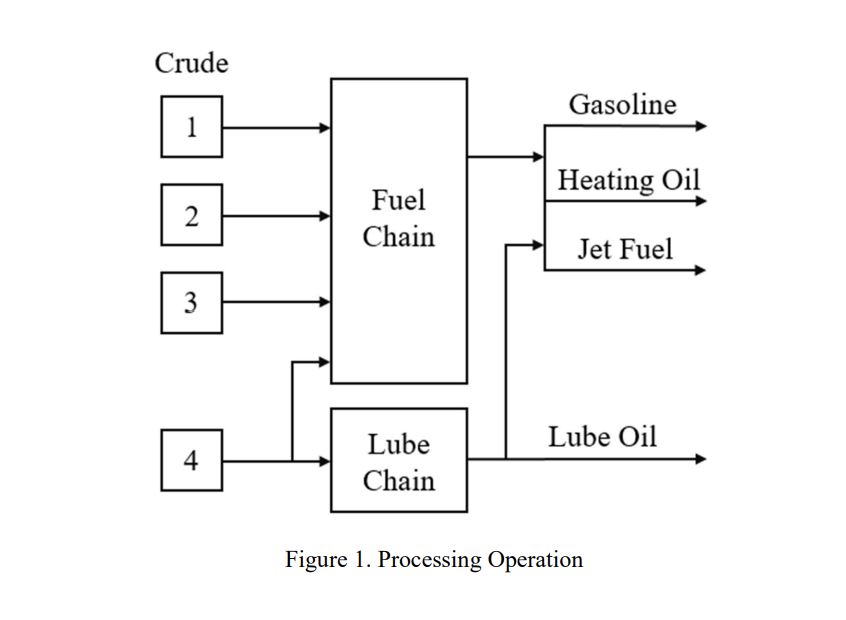 Crude
1
2
3
4
Fuel
Chain
Lube
Chain
Gasoline
Heating Oil
Jet Fuel
Lube Oil
Figure 1. Processing Operation